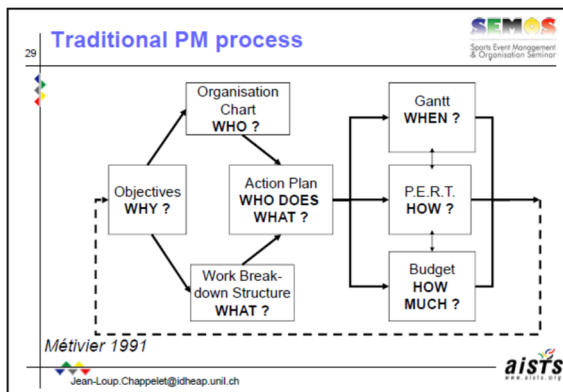 29
Traditional PM process
SEMOS
Sports Event Management
& Organisation Seminar
Organisation
Chart
WHO ?
Gantt
WHEN ?
Objectives
WHY ?
Action Plan
WHO DOES
WHAT ?
P.E.R.T.
HOW ?
Work Break-
down Structure
WHAT ?
Budget
HOW
MUCH ?
Métivier 1991
Jean-Loup.Chappelet@idheap.unil.ch
aists
www.aists.org